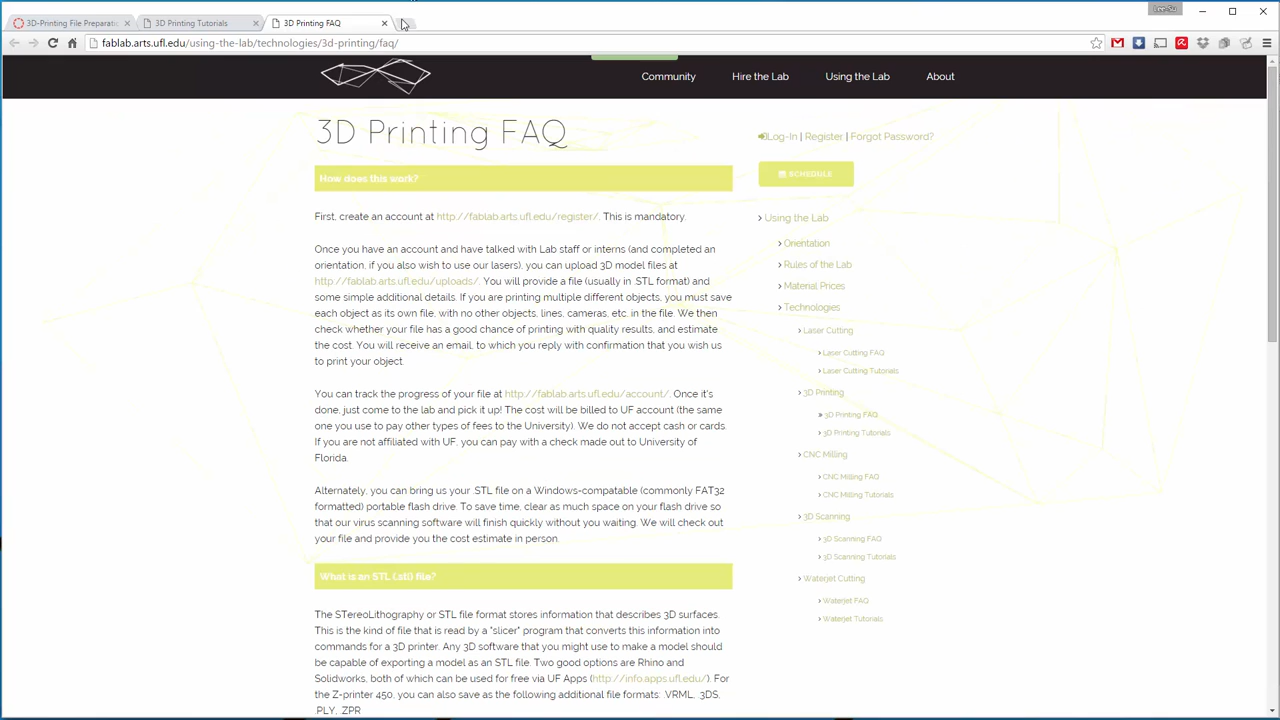 Lee-Su
3D-Printing File Preparati
3D Printing Tutorials
3D Printing FAQ
fablab.arts.ufl.edu/using-the-lab/technologies/3d-printing/faq/
Community
Hire the Lab
Using the Lab
About
3D Printing FAQ
Log-In | Register | Forgot Password?
SCHEDULE
How does this work?
First, create an account at http://fablab.arts.ufl.edu/register/. This is mandatory.
Once you have an account and have talked with Lab staff or interns (and completed an
orientation, if you also wish to use our lasers), you can upload 3D model files at
http://fablab.arts.ufl.edu/uploads/. You will provide a file (usually in .STL format) and
some simple additional details. If you are printing multiple different objects, you must save
each object as its own file, with no other objects, lights, cameras, etc. in the file. We then
check whether your file has a good chance of printing with quality results, and estimate
the cost. You will receive an email, to which you reply with confirmation that you wish us
to print your object.
You can track the progress of your file at http://fablab.arts.ufl.edu/account/. Once it's
done, just come to the lab and pick it up! The cost will be billed to UF account (the same
one you use to pay other types of fees to the University). We do not accept cash or cards.
If you are not affiliated with UF, you can pay with a check made out to University of
Florida.
Alternately, you can bring us your .STL file on a Windows-compatable (commonly FAT32
formatted) portable flash drive. To save time, clear as much space on your flash drive so
that our virus scanning software will finish quickly without you waiting. We will check out
your file and provide you the cost estimate in person.
What is an STL (.stl) file?
The STereoLithography or STL file format stores information that describes 3D surfaces.
This is the kind of file that is read by a "slicer" program that converts this information into
commands for a 3D printer. Any 3D software that you might use to make a model should
be capable of exporting a model as an STL file. Two good options are Rhino and
Solidworks, both of which can be used for free via UF Apps (http://info.apps.ufl.edu/). For
the Z-printer 450, you can also save as the following additional file formats: .VRML, .3DS,
.PLY, .ZPR
Using the Lab
Orientation
Rules of the Lab
Material Prices
Technologies
Laser Cutting
Laser Cutting FAQ
Laser Cutting Tutorials
3D Printing
3D Printing FAQ
3D Printing Tutorials
CNC Milling
CNC Milling FAQ
CNC Milling Tutorials
3D Scanning
3D Scanning FAQ
3D Scanning Tutorials
Waterjet Cutting
Waterjet FAQ
Waterjet Tutorials